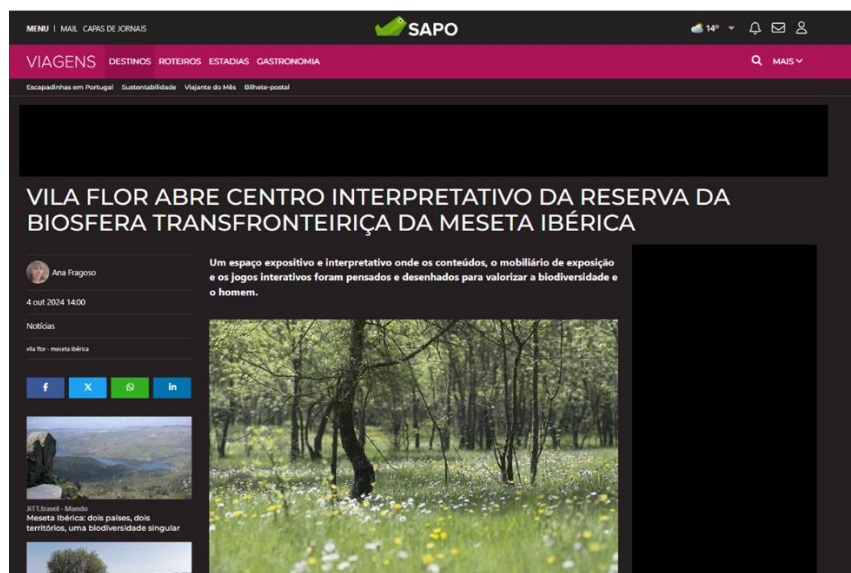 MENU | MAIL CAPAS DE JORNAIS
SAPO
14º
VIAGENS DESTINOS ROTEIROS ESTADIAS GASTRONOMIA
MAIS
Escapadinhas em Portugal Sustentabilidade Viajante do Mês Bilhete-postal
VILA FLOR ABRE CENTRO INTERPRETATIVO DA RESERVA DA
BIOSFERA TRANSFRONTEIRIÇA DA MESETA IBÉRICA
Ana Fragoso
4 out 2024 14:00
Notícias
vila flor - meseta ibérica
Um espaço expositivo e interpretativo onde os conteúdos, o mobiliário de exposição
e os jogos interativos foram pensados e desenhados para valorizar a biodiversidade e
o homem.
JiTT.travel - Mundo
Meseta Ibérica: dois países, dois
territórios, uma biodiversidade singular